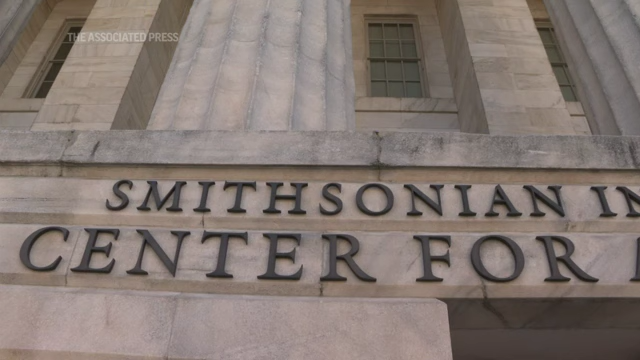 THE ASSOCIATED PRESS
SMITHSONIAN IN
CENTER FOR